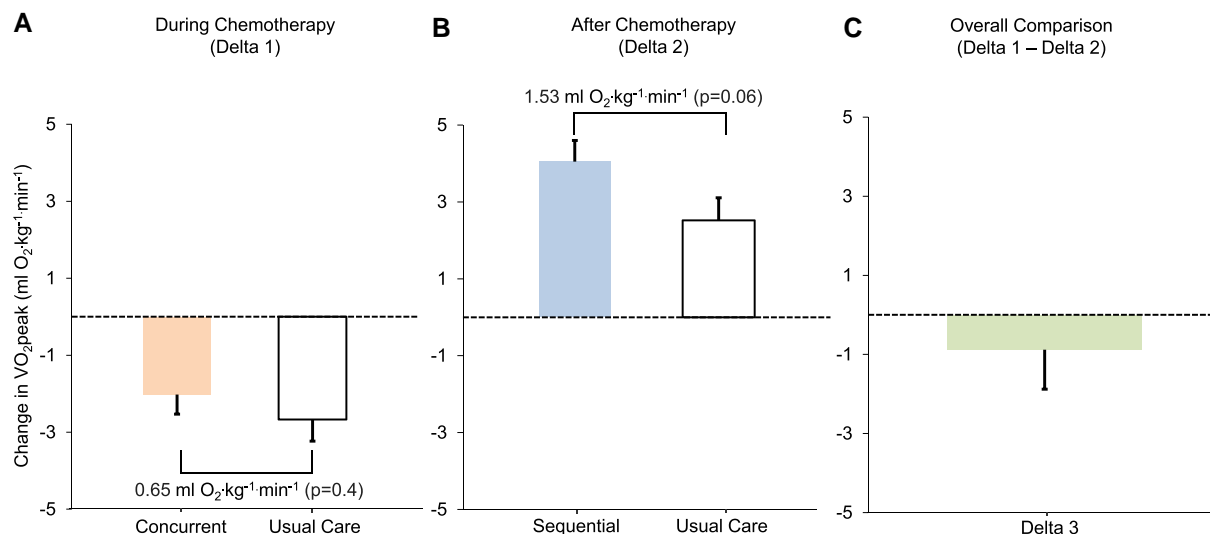 A
During Chemotherapy
(Delta 1)
B
After Chemotherapy
(Delta 2)
C
Overall Comparison
(Delta 1 – Delta 2)
Change in VO₂peak (ml O₂·kg⁻¹·min⁻¹)
5
3
1
-1
-3
-5
0.65 ml O₂·kg⁻¹·min⁻¹ (p=0.4)
Concurrent
Usual Care
1.53 ml O₂·kg⁻¹·min⁻¹ (p=0.06)
5
3
1
-1
-3
-5
Sequential
Usual Care
5
3
1
-1
-3
-5
Delta 3